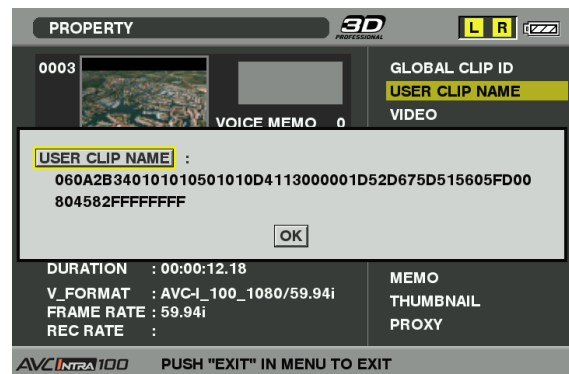 PROPERTY
3D
PROFESSIONAL
L R
0003
VOICE MEMO 0
GLOBAL CLIP ID
USER CLIP NAME
VIDEO
USER CLIP NAME :
060A2B340101010501010D4113000001D52D675D515605FD00
804582FFFFFFFF
OK
DURATION : 00:00:12.18
V_FORMAT : AVC-I_100_1080/59.94i
FRAME RATE : 59.94i
REC RATE :
MEMO
THUMBNAIL
PROXY
AVC INTRA 100 PUSH "EXIT" IN MENU TO EXIT